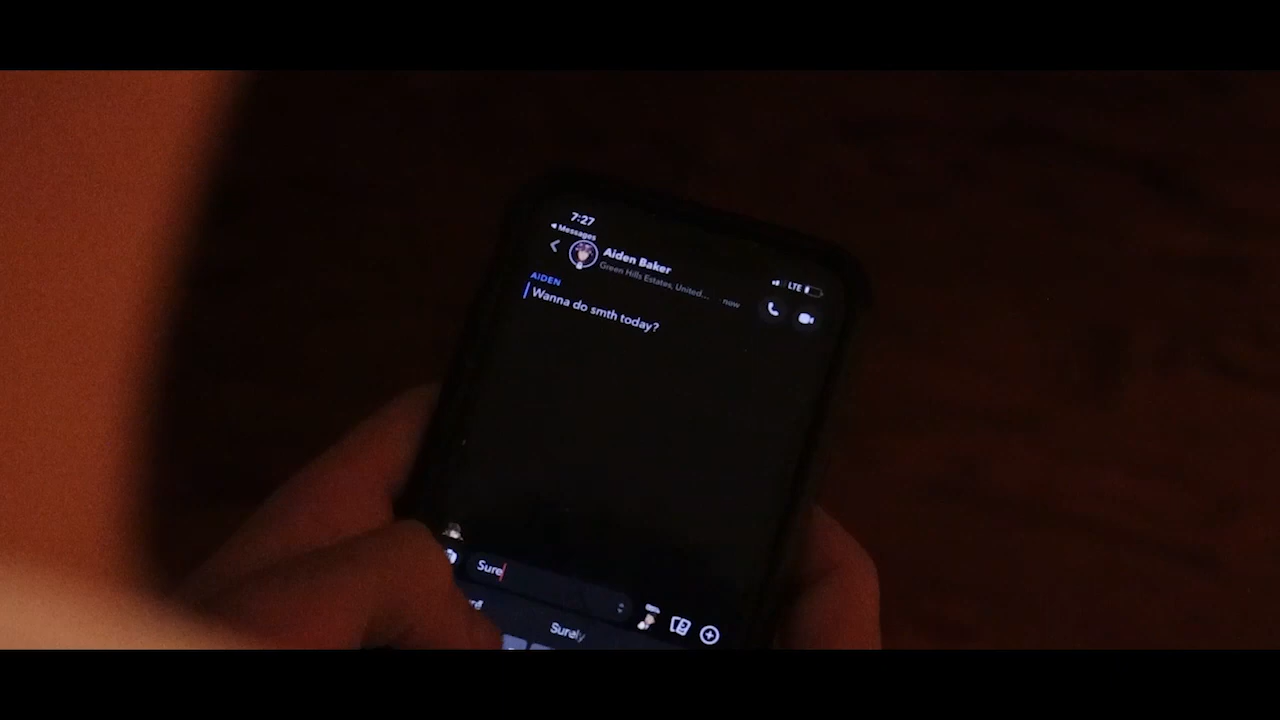 7:27
Messages
LTE
Aiden Baker
Green Hills Estates, United... now
AIDEN
Wanna do smth today?
Sure
Surely